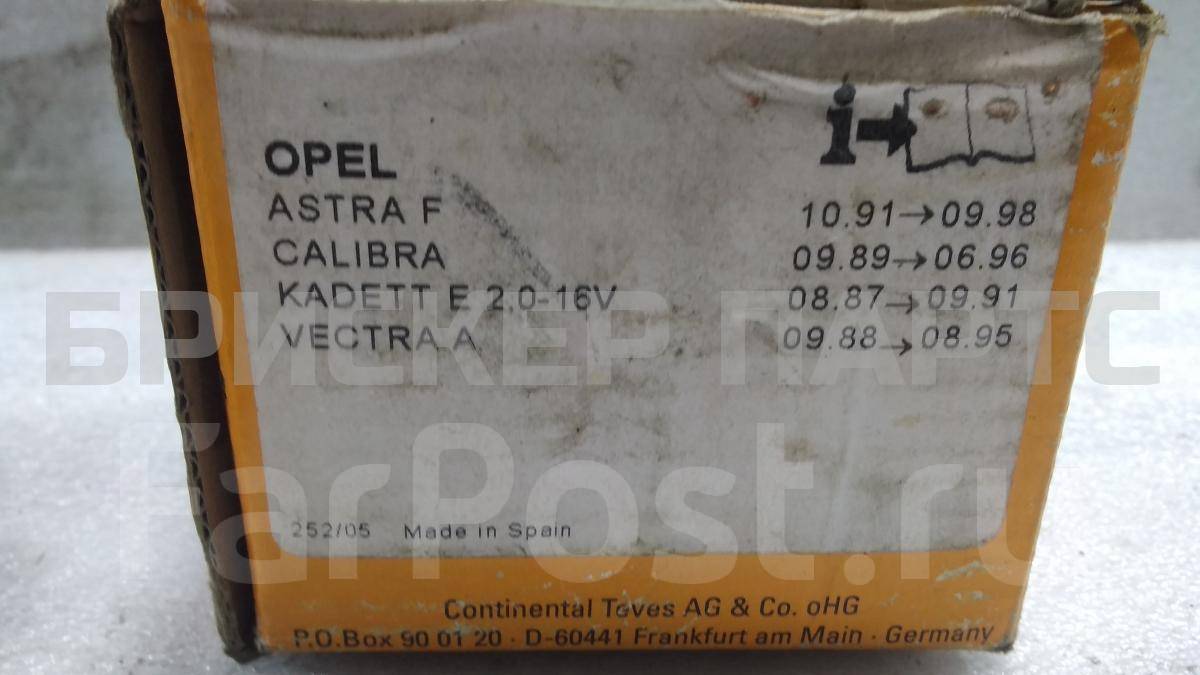 OPEL
ASTRA F 10.91→09.98
CALIBRA 09.89→06.96
KADETT E 2.0-16V 08.87→09.91
VECTRA A 09.88→08.95
БРИСКЕР ПАРТС
FarPost.ru
252/05 Made in Spain
Continental Teves AG & Co. oHG
P.O.Box 90 01 20 · D-60441 Frankfurt am Main · Germany